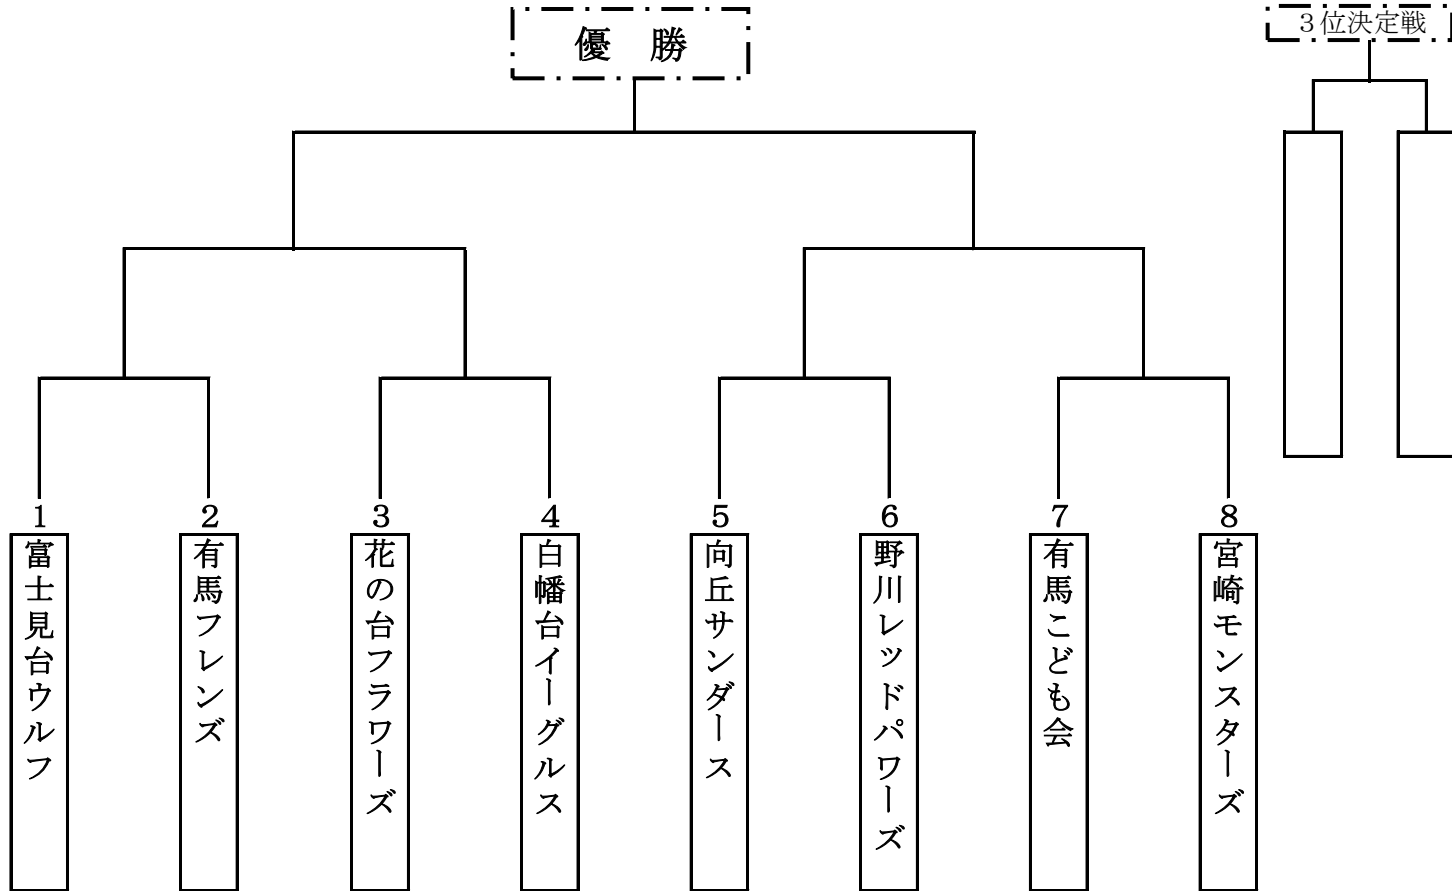 優　勝
３位決定戦
1
2
3
4
5
6
7
8
富士見台ウルフ
有馬フレンズ
花の台フラワーズ
白幡台イーグルス
向丘サンダース
野川レッドパワーズ
有馬こども会
宮崎モンスターズ